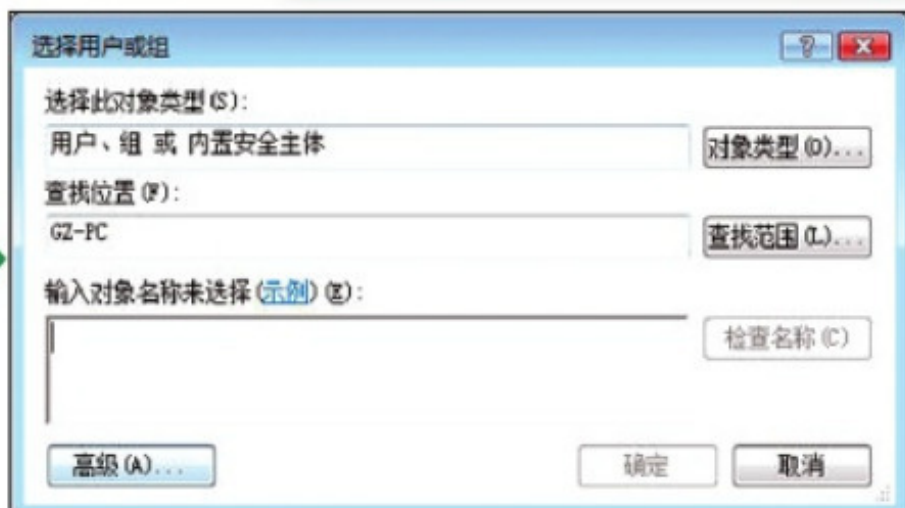 选择用户或组
选择此对象类型(S):
用户、组 或 内置安全主体
对象类型(O)...
查找位置(F):
GZ-PC
查找范围(L)...
输入对象名称来选择(示例)(E):
检查名称(C)
高级(A)...
确定
取消